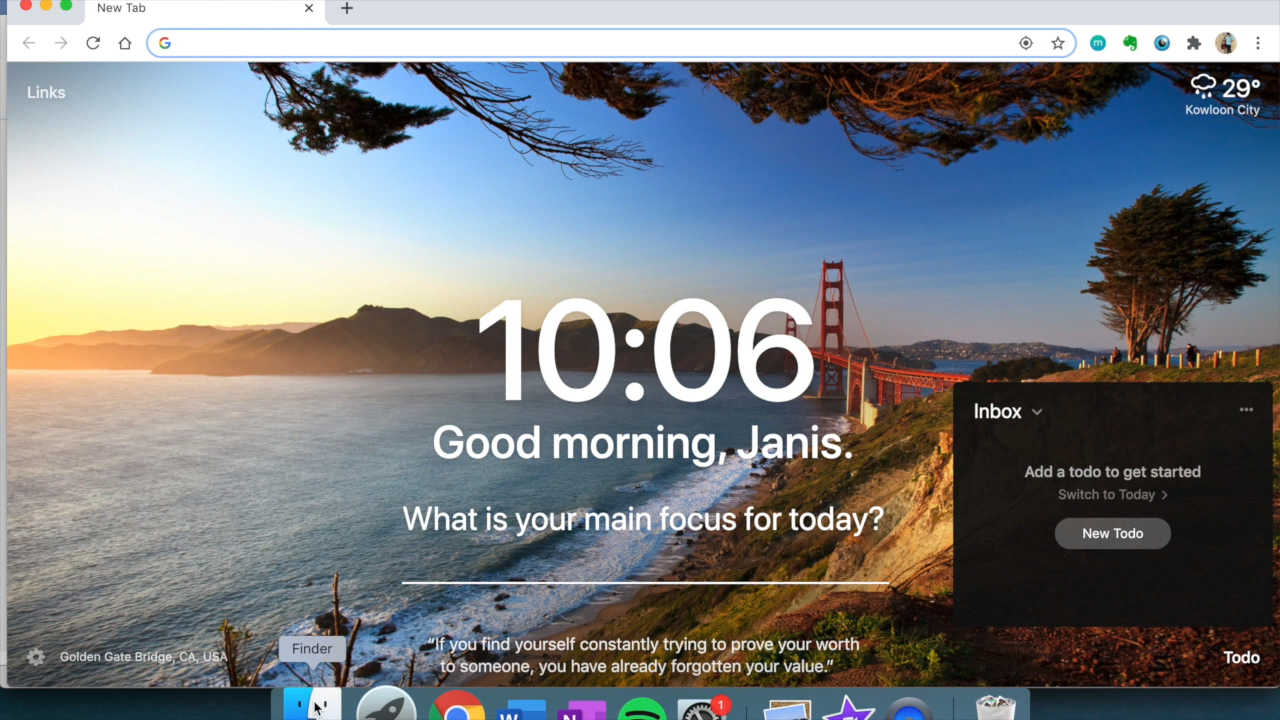 New Tab
Links
29°
Kowloon City
10:06
Good morning, Janis.
What is your main focus for today?
Inbox
Add a todo to get started
Switch to Today
New Todo
“If you find yourself constantly trying to prove your worth
to someone, you have already forgotten your value.”
Golden Gate Bridge, CA, USA
Todo
Finder
m
W
N
1